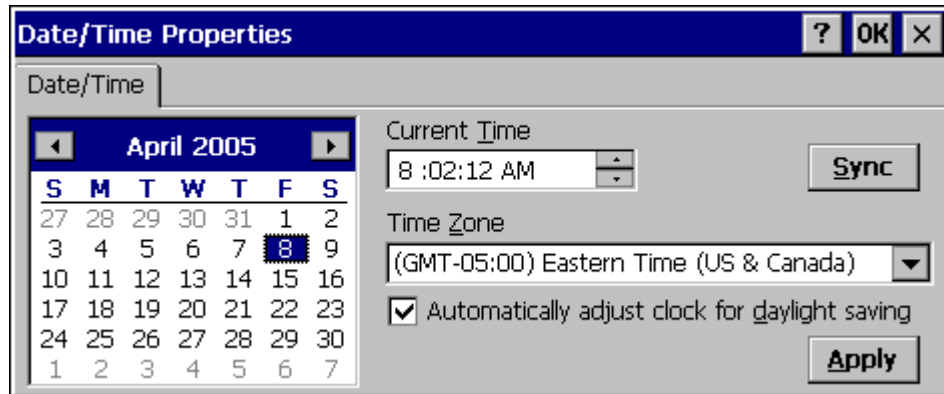 Date/Time Properties ? OK ×
Date/Time
April 2005
S M T W T F S
27 28 29 30 31 1 2
3 4 5 6 7 8 9
10 11 12 13 14 15 16
17 18 19 20 21 22 23
24 25 26 27 28 29 30
1 2 3 4 5 6 7
Current Time
8 :02:12 AM
Sync
Time Zone
(GMT-05:00) Eastern Time (US & Canada)
Automatically adjust clock for daylight saving
Apply